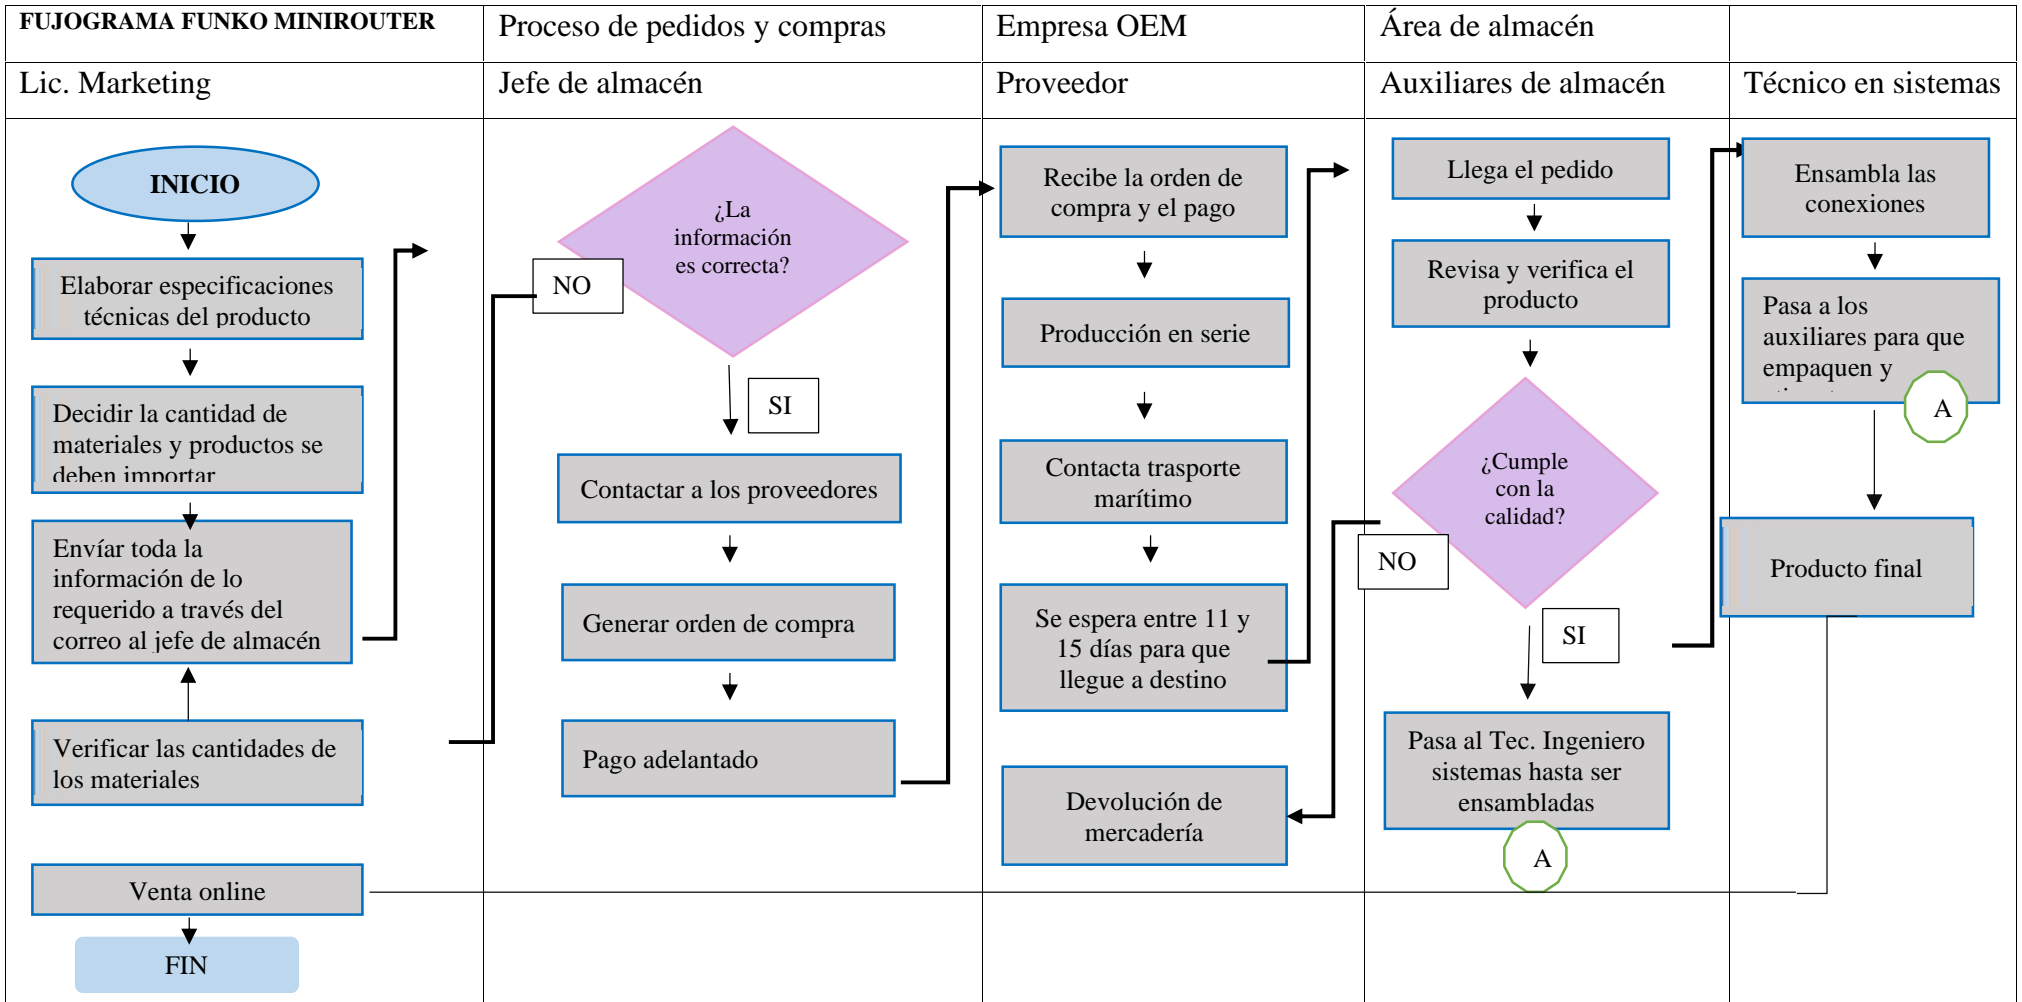 FUJOGRAMA FUNKO MINIROUTER
Proceso de pedidos y compras
Empresa OEM
Área de almacén
Lic. Marketing
Jefe de almacén
Proveedor
Auxiliares de almacén
Técnico en sistemas
INICIO
Elaborar especificaciones
técnicas del producto
Decidir la cantidad de
materiales y productos se
deben importar
Envíar toda la
información de lo
requerido a través del
correo al jefe de almacén
Verificar las cantidades de
los materiales
Venta online
FIN
¿La
información
es correcta?
NO
SI
Contactar a los proveedores
Generar orden de compra
Pago adelantado
Recibe la orden de
compra y el pago
Producción en serie
Contacta trasporte
marítimo
Se espera entre 11 y
15 días para que
llegue a destino
Devolución de
mercadería
Llega el pedido
Revisa y verifica el
producto
¿Cumple
con la
calidad?
NO
SI
Pasa al Tec. Ingeniero
sistemas hasta ser
ensambladas
A
Ensambla las
conexiones
Pasa a los
auxiliares para que
empaquen y
A
Producto final